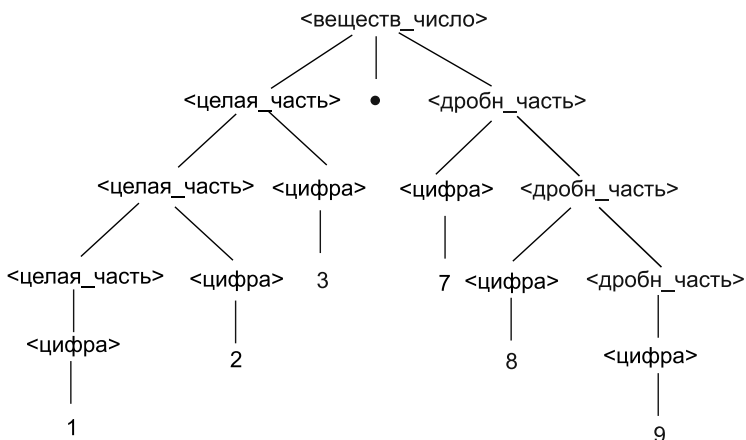 <веществ_число>
<целая_часть> • <дробн_часть>
<целая_часть> <цифра> <цифра> <дробн_часть>
<целая_часть> <цифра> 3 7 <цифра> <дробн_часть>
<цифра> 2 8 <цифра>
1 9